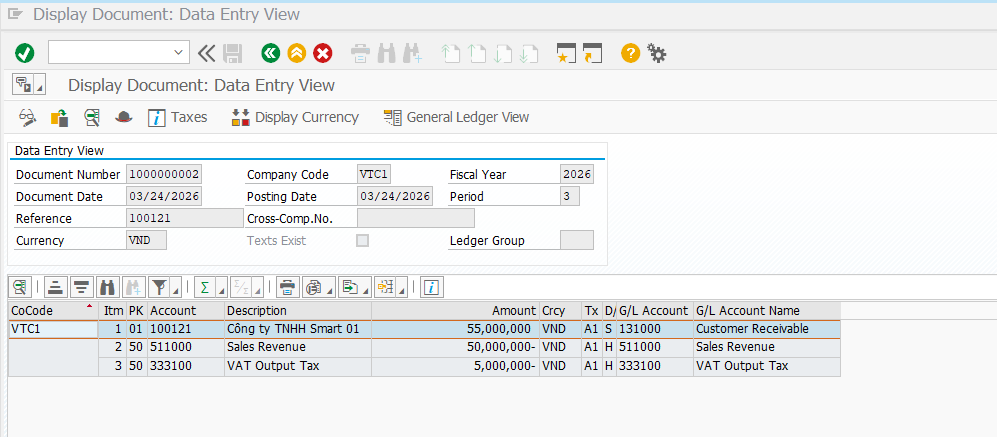 Display Document: Data Entry View
Display Document: Data Entry View
Taxes Display Currency General Ledger View
Data Entry View
Document Number 1000000002 Company Code VTC1 Fiscal Year 2026
Document Date 03/24/2026 Posting Date 03/24/2026 Period 3
Reference 100121 Cross-Comp.No.
Currency VND Texts Exist Ledger Group
CoCode Itm PK Account Description Amount Crcy Tx D/ G/L Account G/L Account Name
VTC1 1 01 100121 Công ty TNHH Smart 01 55,000,000 VND A1 S 131000 Customer Receivable
2 50 511000 Sales Revenue 50,000,000- VND A1 H 511000 Sales Revenue
3 50 333100 VAT Output Tax 5,000,000- VND A1 H 333100 VAT Output Tax